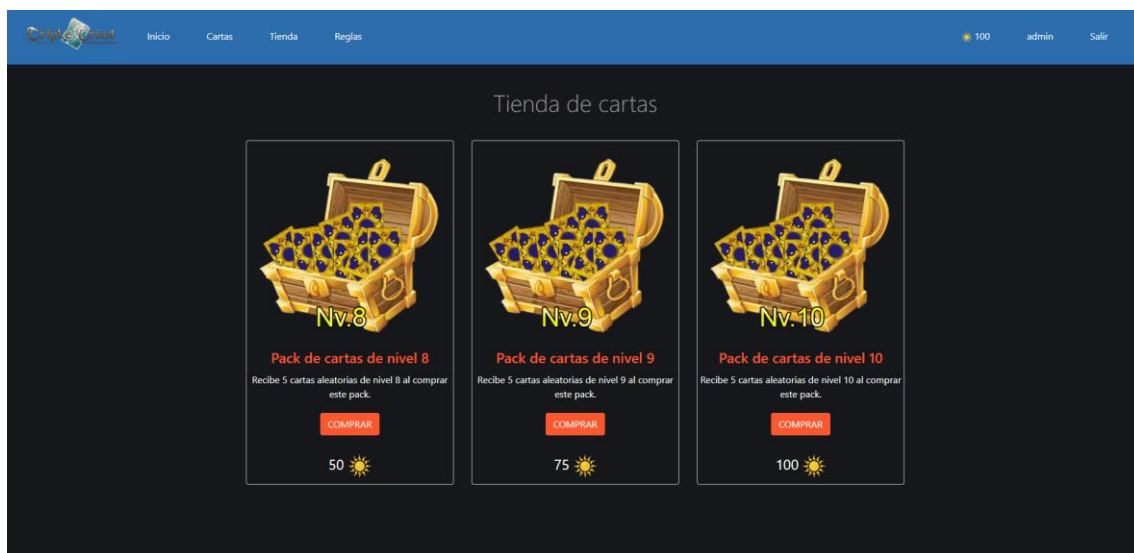 Triple Triad
Inicio
Cartas
Tienda
Reglas
100
admin
Salir
Tienda de cartas
Nv.8
Nv.9
Nv.10
Pack de cartas de nivel 8
Recibe 5 cartas aleatorias de nivel 8 al comprar
este pack.
COMPRAR
50
Pack de cartas de nivel 9
Recibe 5 cartas aleatorias de nivel 9 al comprar
este pack.
COMPRAR
75
Pack de cartas de nivel 10
Recibe 5 cartas aleatorias de nivel 10 al comprar
este pack.
COMPRAR
100